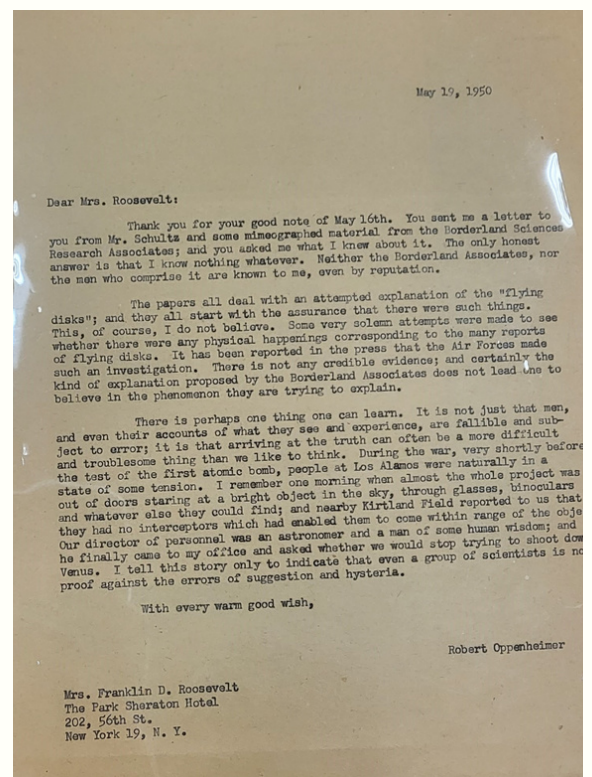 May 19, 1950
Dear Mrs. Roosevelt:
Thank you for your good note of May 16th. You sent me a letter to
you from Mr. Schultz and some mimeographed material from the Borderland Sciences
Research Associates; and you asked me what I knew about it. The only honest
answer is that I know nothing whatever. Neither the Borderland Associates, nor
the men who comprise it are known to me, even by reputation.
The papers all deal with an attempted explanation of the "flying
disks"; and they all start with the assurance that there were such things.
This, of course, I do not believe. Some very solemn attempts were made to see
whether there were any physical happenings corresponding to the many reports
of flying disks. It has been reported in the press that the Air Forces made
such an investigation. There is not any credible evidence; and certainly the
kind of explanation proposed by the Borderland Associates does not lead one to
believe in the phenomenon they are trying to explain.
There is perhaps one thing one can learn. It is not just that men,
and even their accounts of what they see and experience, are fallible and sub-
ject to error; it is that arriving at the truth can often be a more difficult
and troublesome thing than we like to think. During the war, very shortly before
the test of the first atomic bomb, people at Los Alamos were naturally in a
state of some tension. I remember one morning when almost the whole project was
out of doors staring at a bright object in the sky, through glasses, binoculars
and whatever else they could find; and nearby Kirtland Field reported to us that
they had no interceptors which had enabled them to come within range of the obje
Our director of personnel was an astronomer and a man of some human wisdom; and
he finally came to my office and asked whether we would stop trying to shoot dow
Venus. I tell this story only to indicate that even a group of scientists is no
proof against the errors of suggestion and hysteria.
With every warm good wish,
Robert Oppenheimer
Mrs. Franklin D. Roosevelt
The Park Sheraton Hotel
202, 56th St.
New York 19, N. Y.